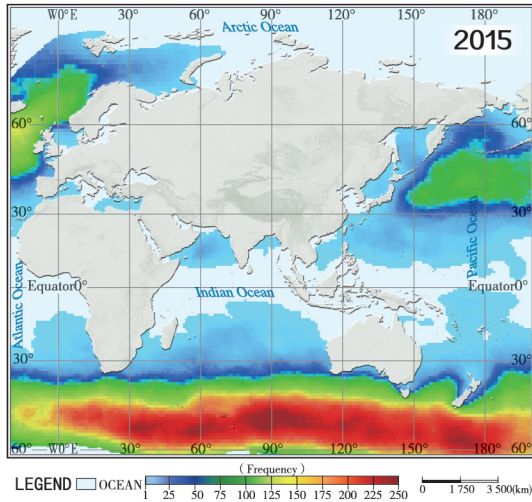 W0°E 30° 60° 90° 120° 150° 180°
Arctic Ocean
2015
60° 60°
30° 30°
Pacific Ocean
Atlantic Ocean
Equator0° Equator0°
Indian Ocean
30° 30°
60° W0°E 30° 60° 90° 120° 150° 180° 60°
(Frequency)
LEGEND OCEAN
1 25 50 75 100 125 150 175 200 225 250
0 1 750 3 500(km)